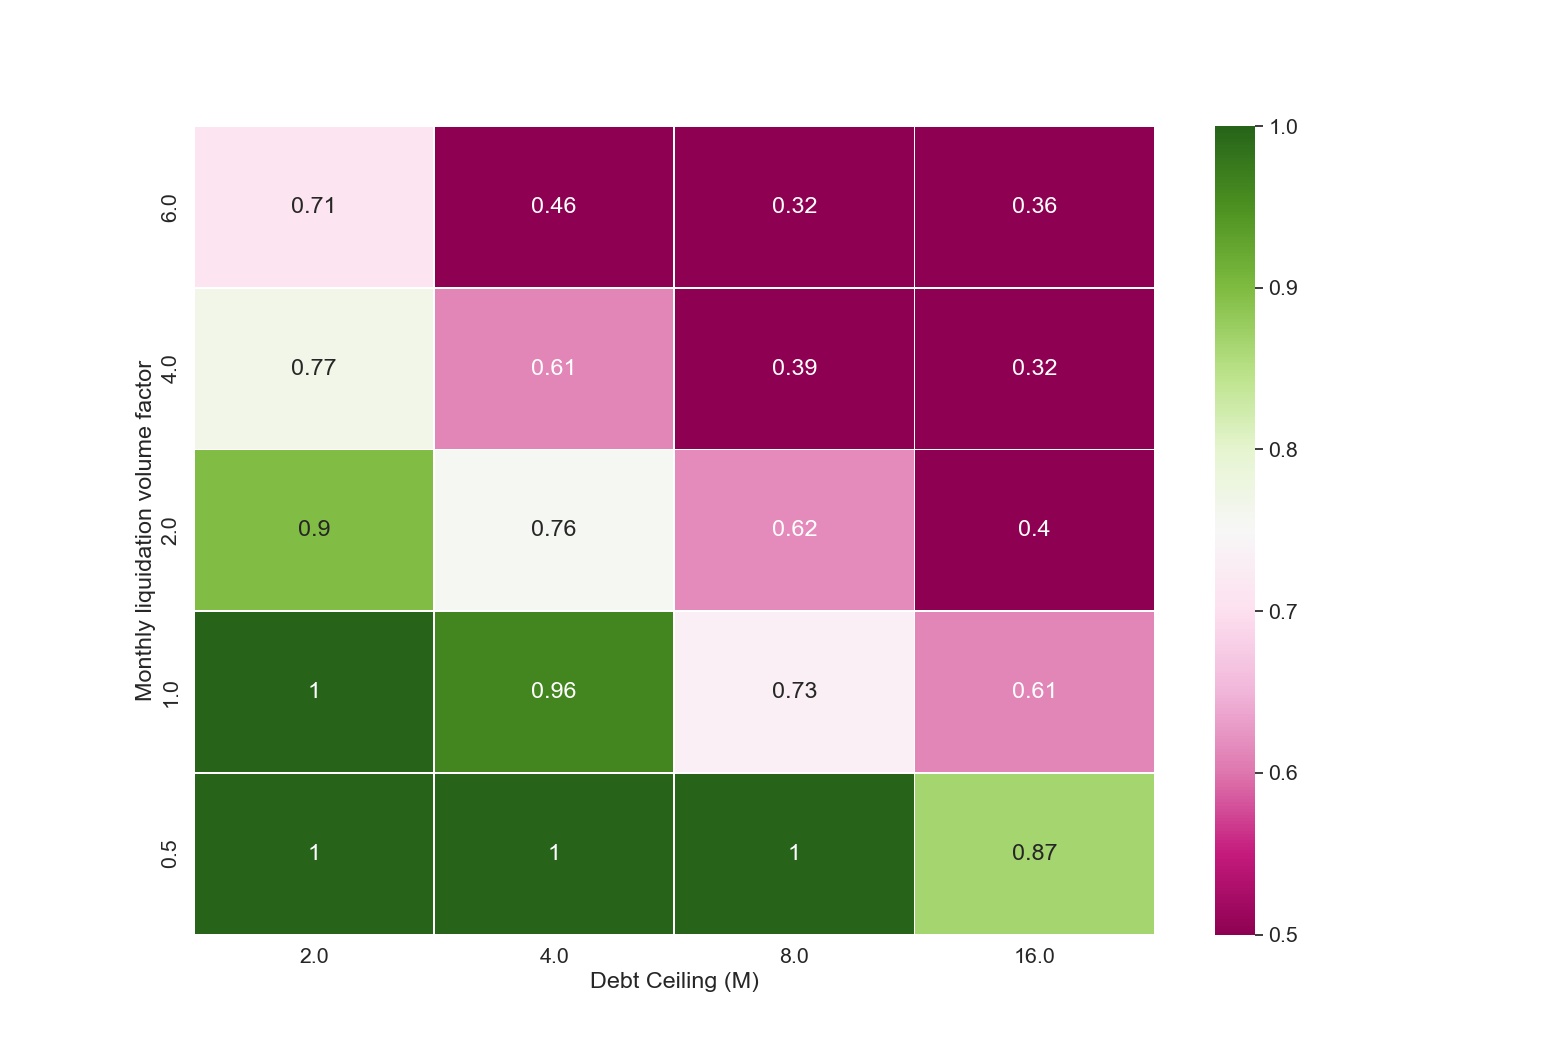 1.0
6.0 0.71 0.46 0.32 0.36
0.9
4.0 0.77 0.61 0.39 0.32
0.8
Monthly liquidation volume factor
2.0 0.9 0.76 0.62 0.4
0.7
1.0 1 0.96 0.73 0.61
0.6
0.5 1 1 1 0.87
0.5
2.0 4.0 8.0 16.0
Debt Ceiling (M)